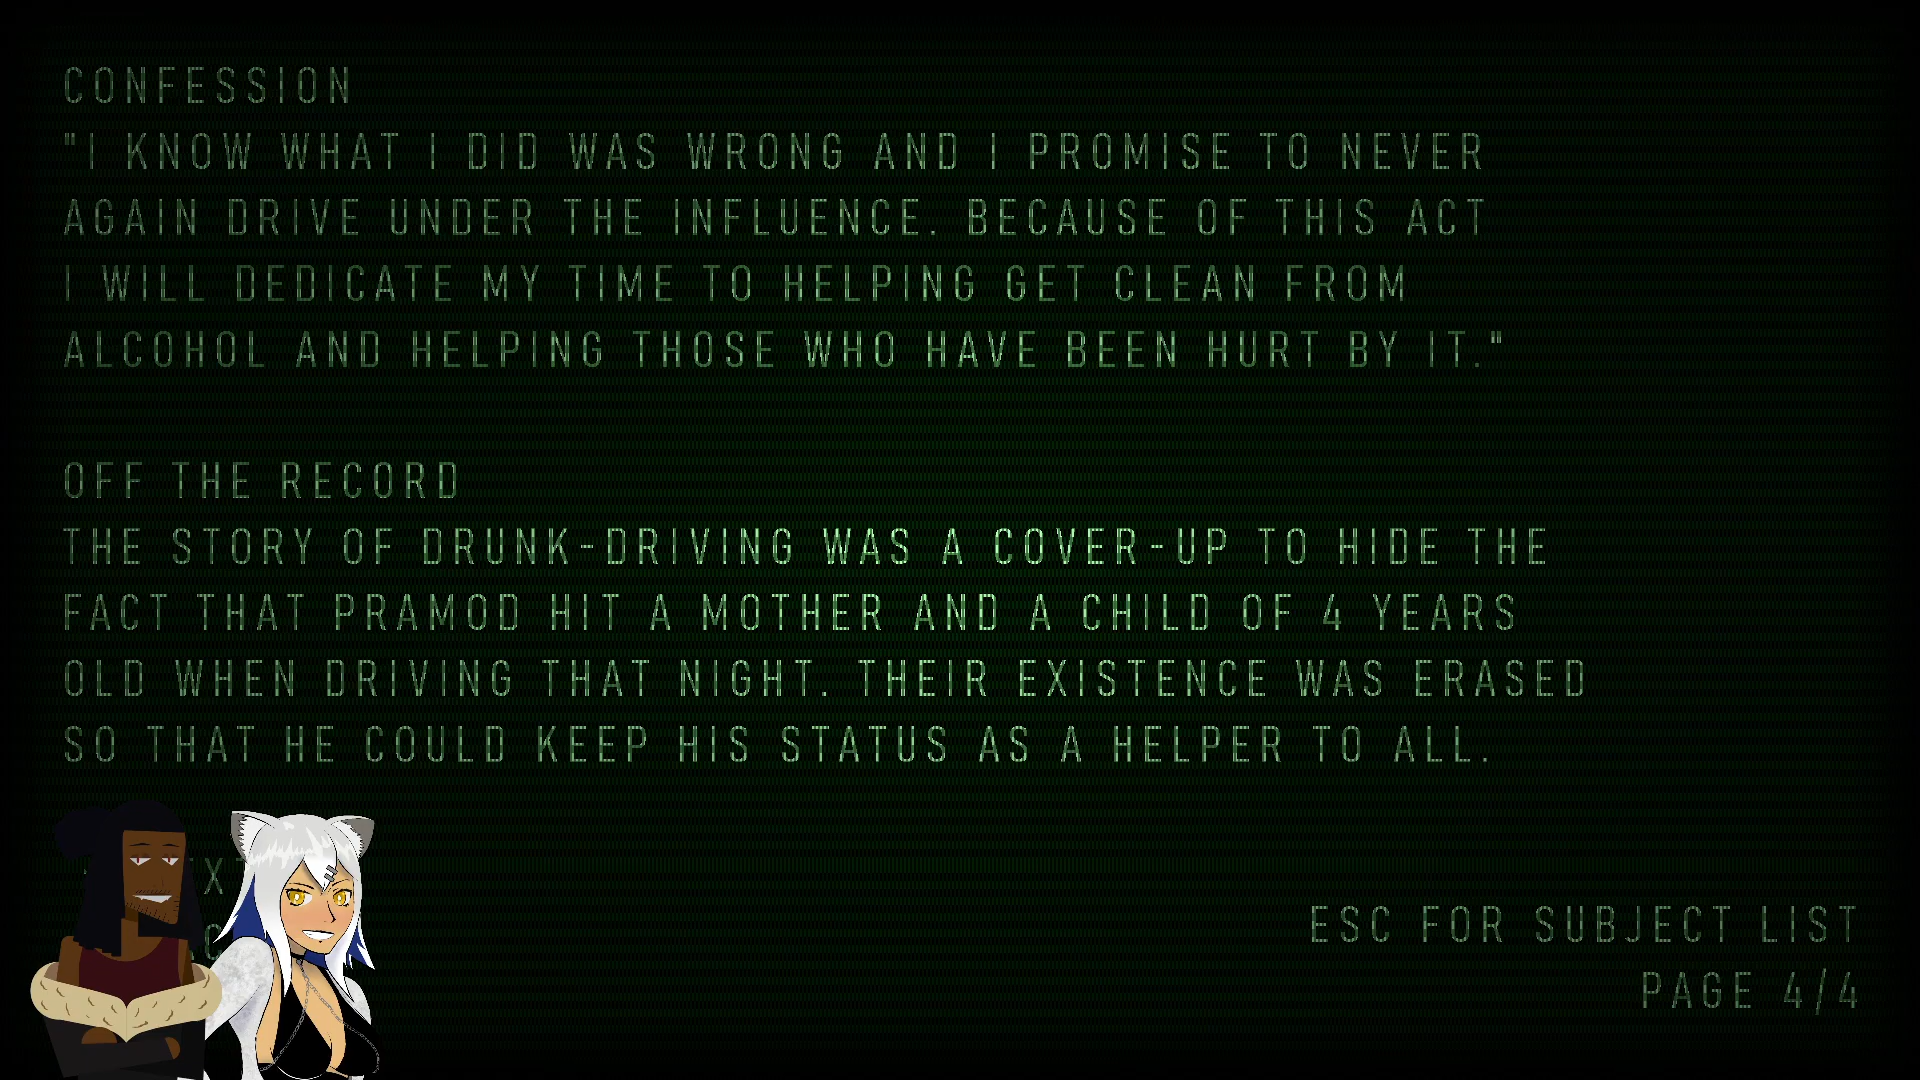 CONFESSION
"I KNOW WHAT I DID WAS WRONG AND I PROMISE TO NEVER
AGAIN DRIVE UNDER THE INFLUENCE. BECAUSE OF THIS ACT
I WILL DEDICATE MY TIME TO HELPING GET CLEAN FROM
ALCOHOL AND HELPING THOSE WHO HAVE BEEN HURT BY IT."
OFF THE RECORD
THE STORY OF DRUNK-DRIVING WAS A COVER-UP TO HIDE THE
FACT THAT PRAMOD HIT A MOTHER AND A CHILD OF 4 YEARS
OLD WHEN DRIVING THAT NIGHT. THEIR EXISTENCE WAS ERASED
SO THAT HE COULD KEEP HIS STATUS AS A HELPER TO ALL.
ESC FOR SUBJECT LIST
PAGE 4/4